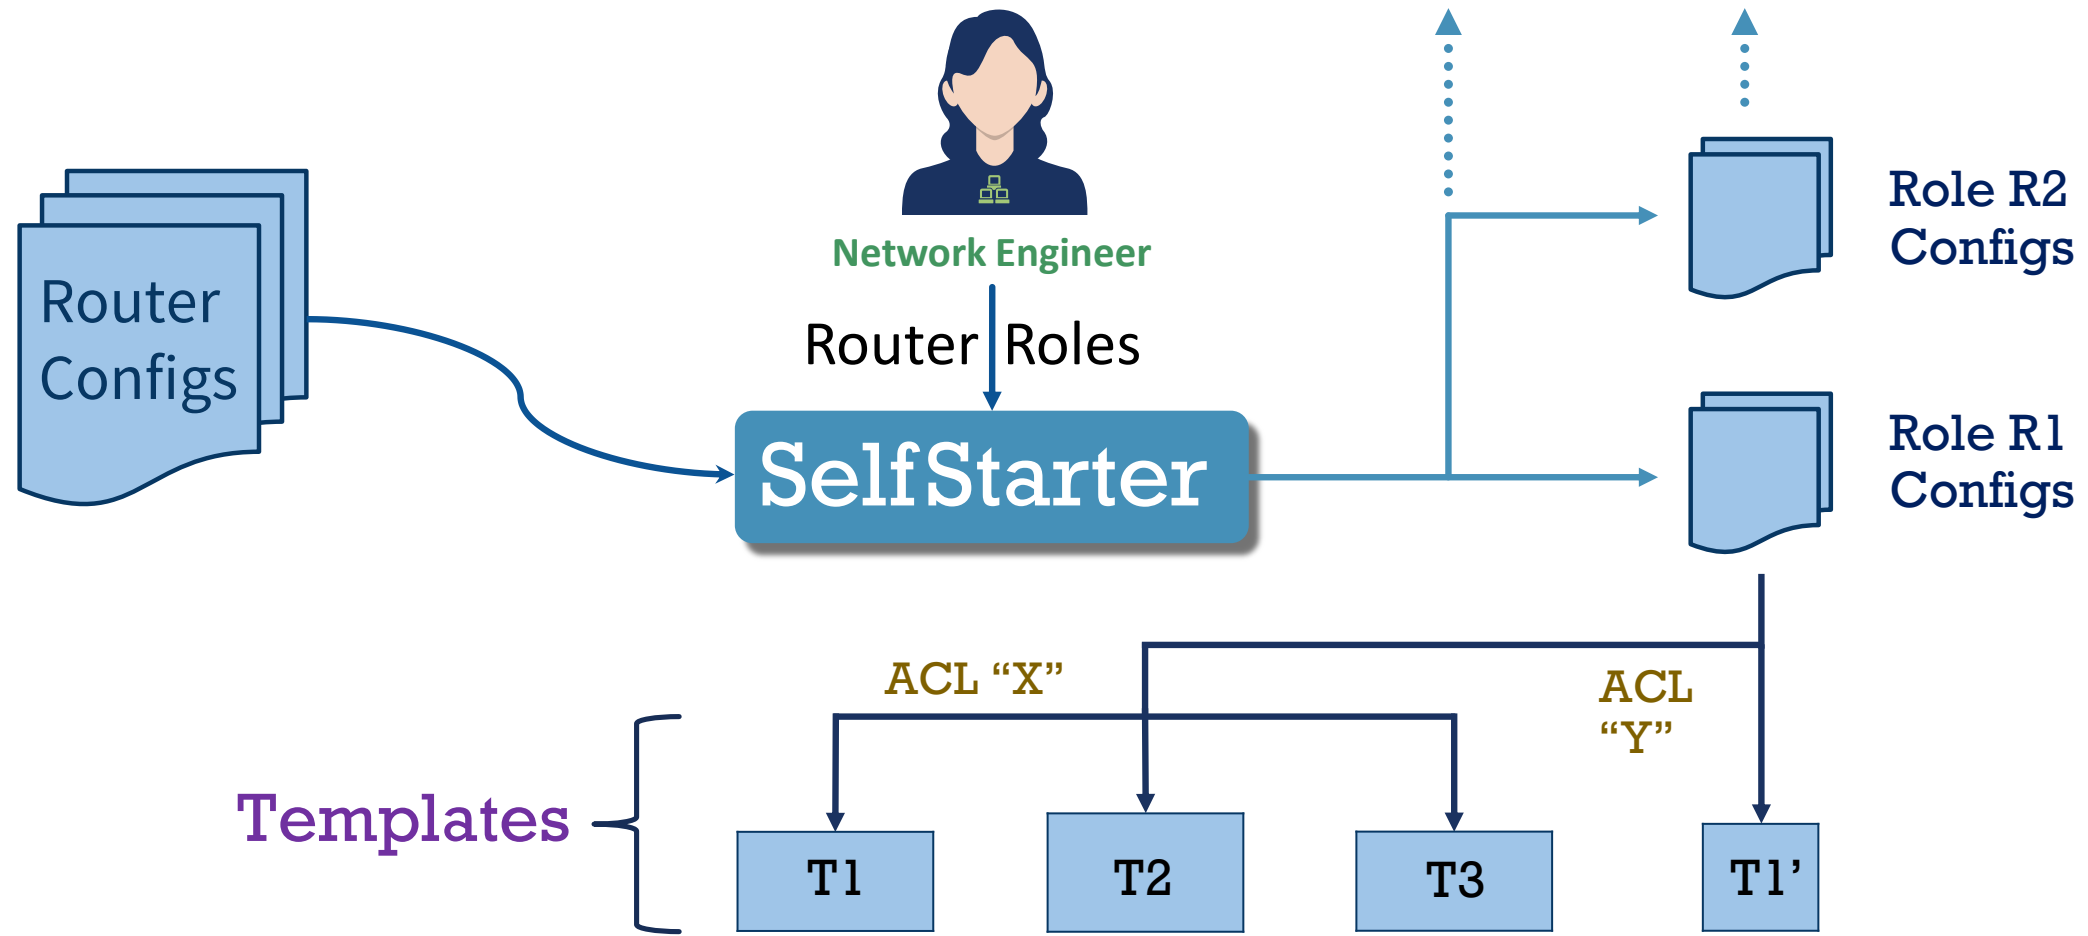 Router
Configs
Network Engineer
Router Roles
SelfStarter
Role R2
Configs
Role R1
Configs
ACL “X”
ACL
“Y”
Templates
T1
T2
T3
T1’